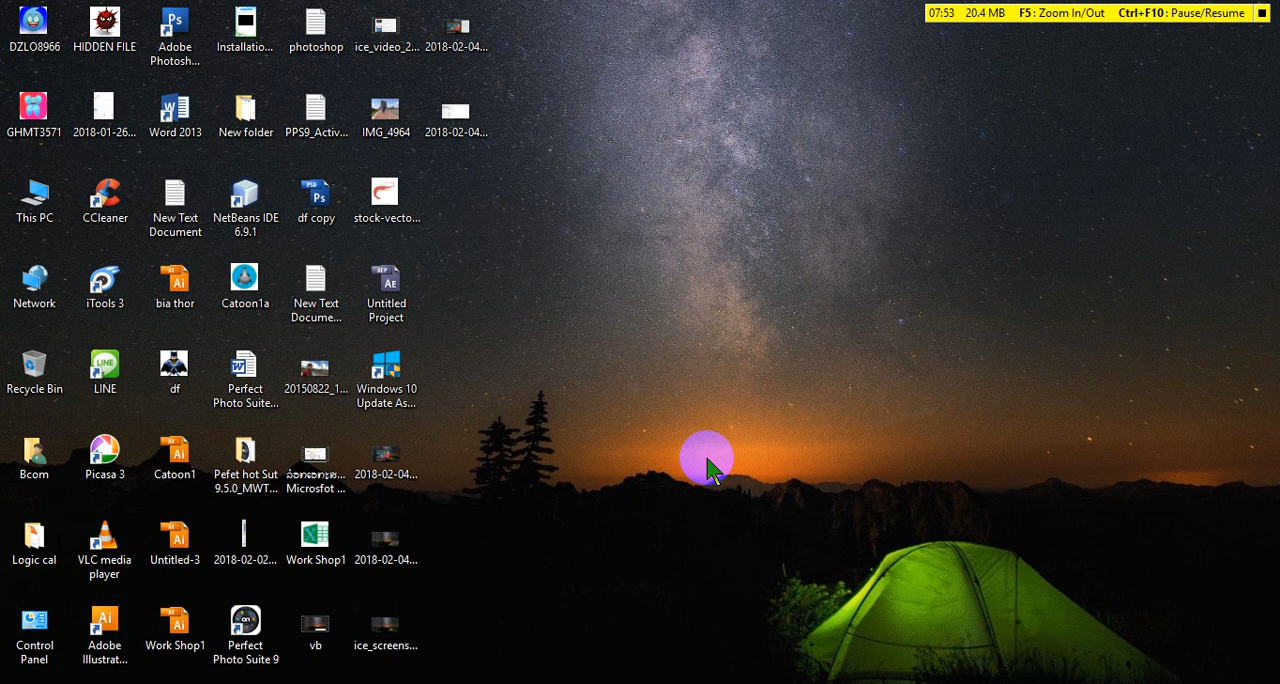 07:53 20.4 MB F5: Zoom In/Out Ctrl+F10: Pause/Resume
DZLO8966
HIDDEN FILE
Adobe
Photosh...
Installatio...
photoshop
ice_video_2...
2018-02-04...
GHMT3571
2018-01-26...
Word 2013
New folder
PPS9_Activ...
IMG_4964
2018-02-04...
This PC
CCleaner
New Text
Document
NetBeans IDE
6.9.1
df copy
stock-vecto...
Network
iTools 3
bia thor
Catoon1a
New Text
Docume...
Untitled
Project
Recycle Bin
LINE
df
Perfect
Photo Suite...
20150822_1...
Windows 10
Update As...
Bcom
Picasa 3
Catoon1
Pefet hot Sut
9.5.0_MWT...
Microsfot ...
2018-02-04...
Logic cal
VLC media
player
Untitled-3
2018-02-02...
Work Shop1
2018-02-04...
Control
Panel
Adobe
Illustrat...
Work Shop1
Perfect
Photo Suite 9
vb
ice_screens...